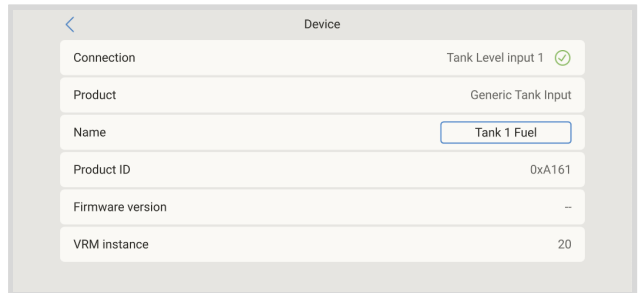 Device
Connection Tank Level input 1
Product Generic Tank Input
Name Tank 1 Fuel
Product ID 0xA161
Firmware version --
VRM instance 20